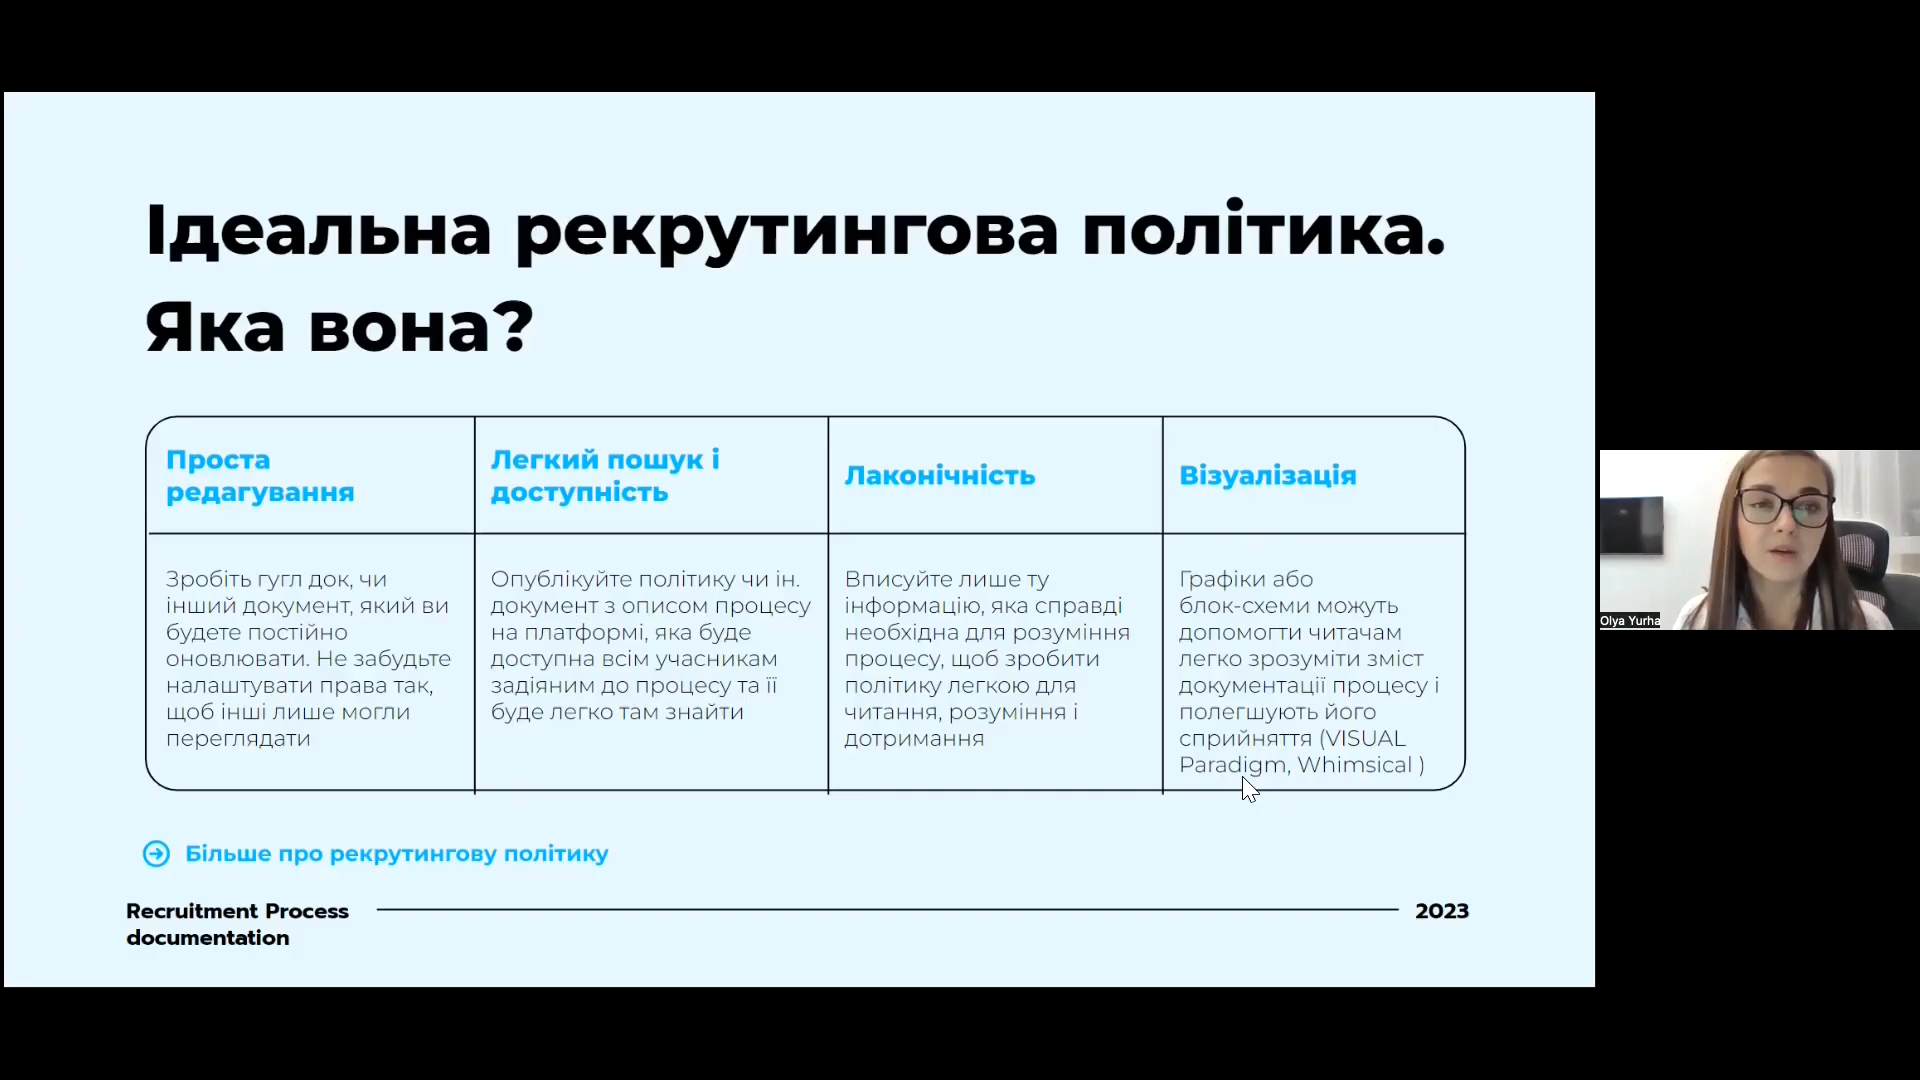 Ідеальна рекрутингова політика.
Яка вона?
Проста
редагування
Легкий пошук і
доступність
Лаконічність
Візуалізація
Зробіть гугл док, чи
інший документ, який ви
будете постійно
оновлювати. Не забудьте
налаштувати права так,
щоб інші лише могли
переглядати
Опублікуйте політику чи ін.
документ з описом процесу
на платформі, яка буде
доступна всім учасникам
задіяним до процесу та її
буде легко там знайти
Вписуйте лише ту
інформацію, яка справді
необхідна для розуміння
процесу, щоб зробити
політику легкою для
читання, розуміння і
дотримання
Графіки або
блок-схеми можуть
допомогти читачам
легко зрозуміти зміст
документації процесу і
полегшують його
сприйняття (VISUAL
Paradigm, Whimsical )
Більше про рекрутингову політику
Recruitment Process
documentation
2023
Olya Yurha